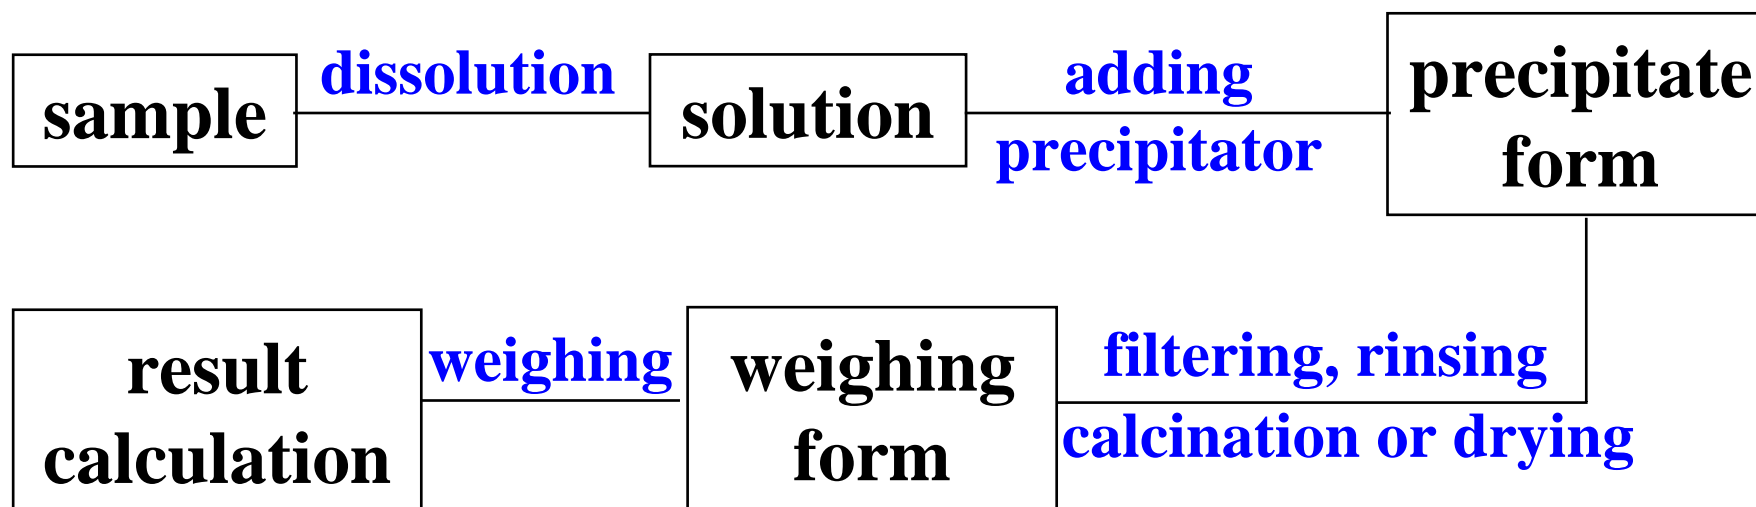 sample
dissolution
solution
adding
precipitator
precipitate
form
filtering, rinsing
calcination or drying
weighing
form
weighing
result
calculation